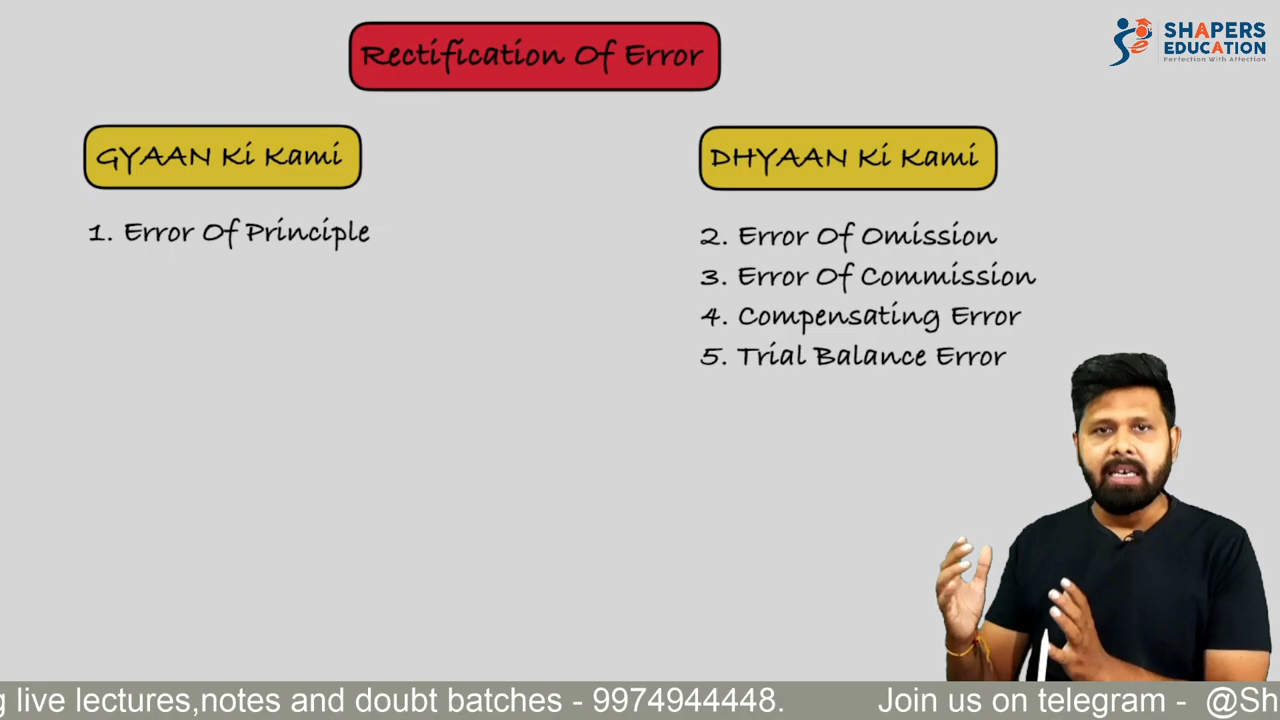 Rectification Of Error
SHAPERS
EDUCATION
Perfection With Affection
GYAAN Ki Kami
DHYAAN Ki Kami
1. Error Of Principle
2. Error Of Omission
3. Error Of Commission
4. Compensating Error
5. Trial Balance Error
g live lectures,notes and doubt batches - 9974944448. Join us on telegram - @Sh